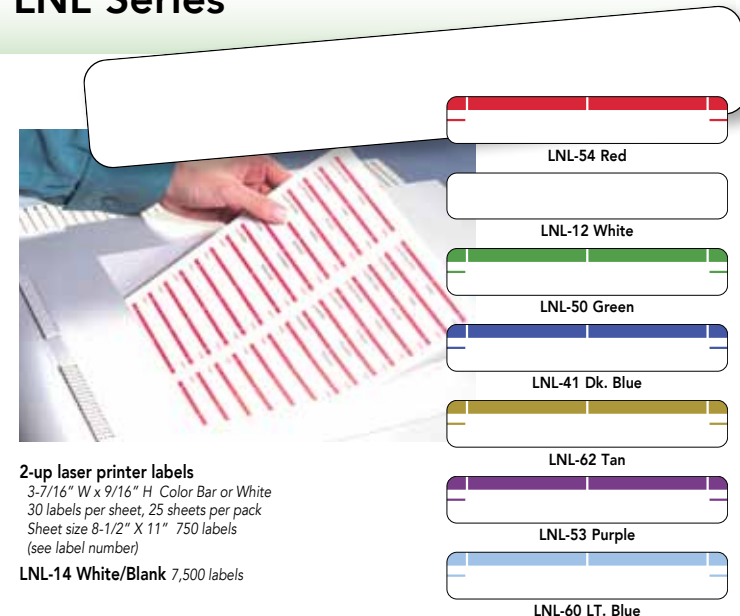 LNL Series
LNL-54 Red
LNL-12 White
LNL-50 Green
LNL-41 Dk. Blue
LNL-62 Tan
LNL-53 Purple
LNL-60 LT. Blue
2-up laser printer labels
3-7/16" W x 9/16" H Color Bar or White
30 labels per sheet, 25 sheets per pack
Sheet size 8-1/2" X 11" 750 labels
(see label number)
LNL-14 White/Blank 7,500 labels